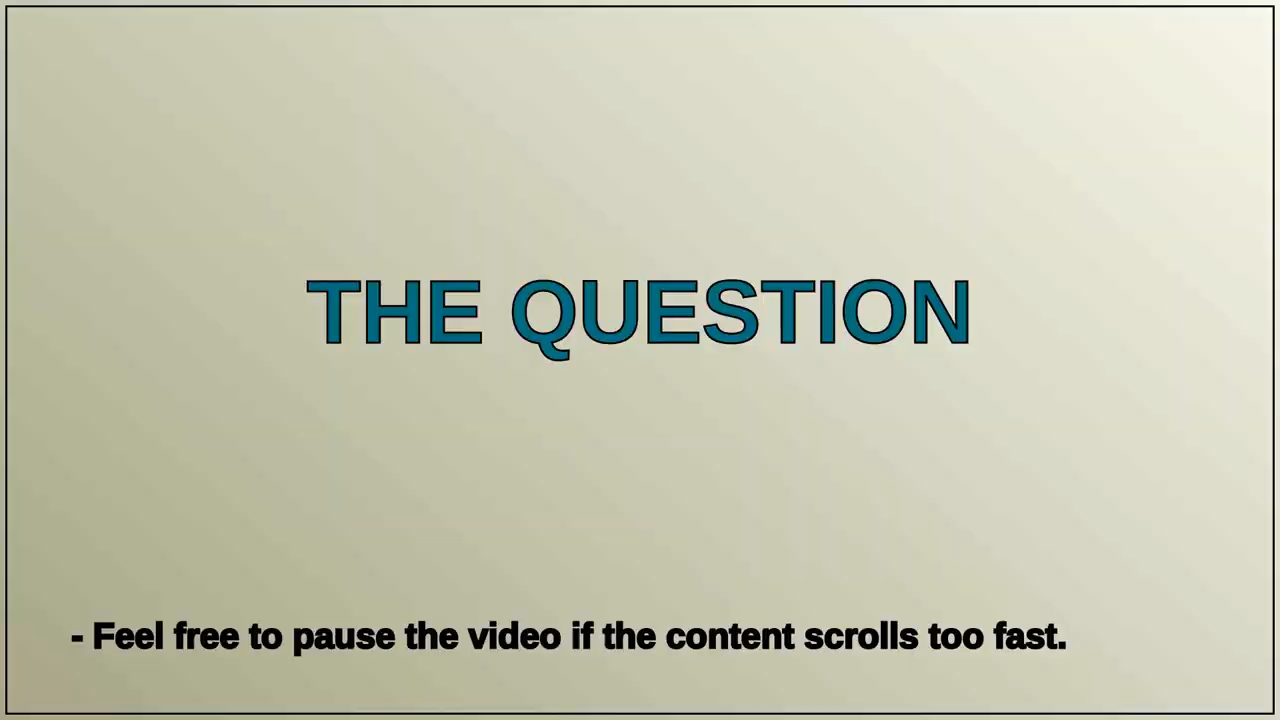 THE QUESTION
- Feel free to pause the video if the content scrolls too fast.